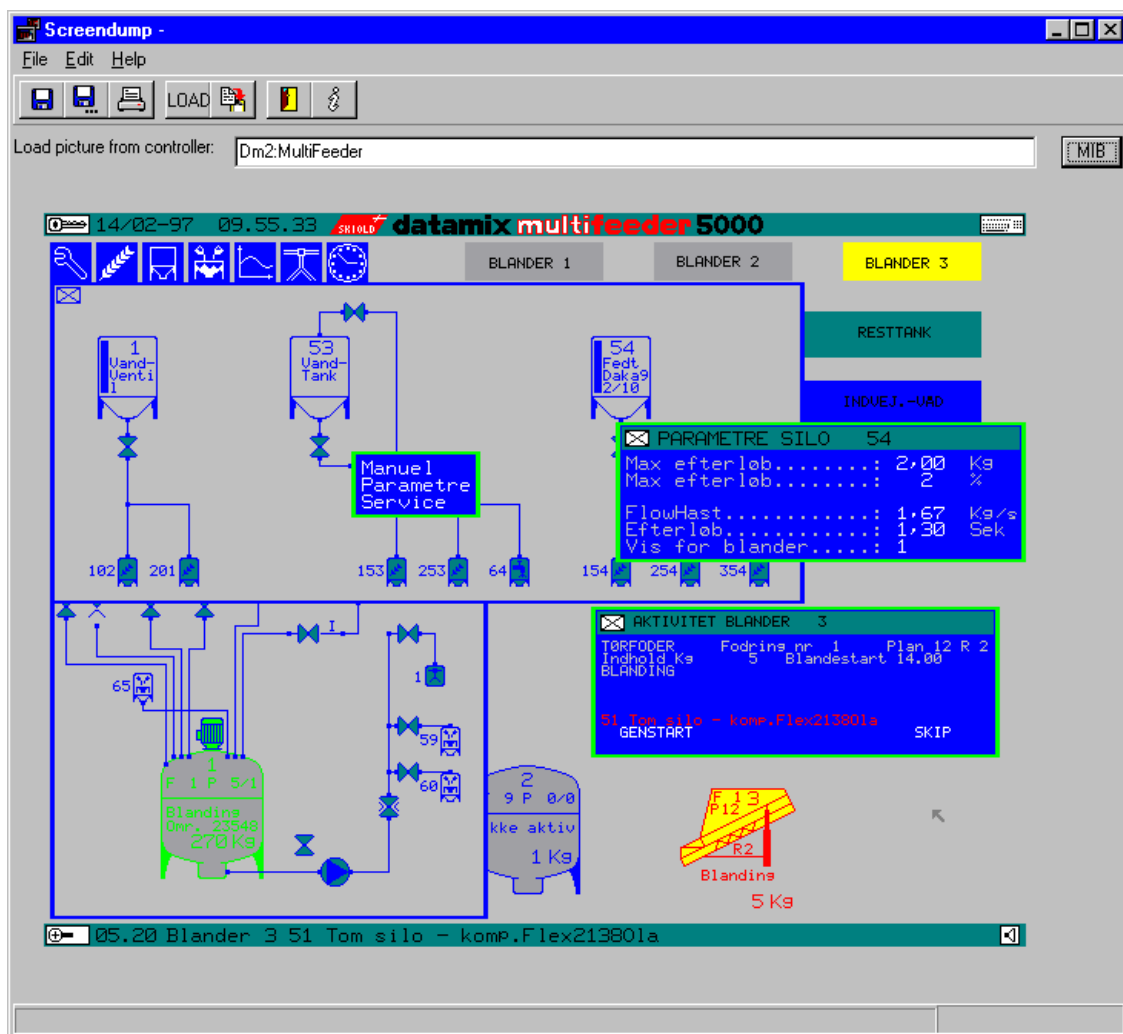 Screendump -
File Edit Help
LOAD
Load picture from controller: Dm2:MultiFeeder MIB
14/02-97 09.55.33 SKIOLD datamix multifeeder 5000
BLANDER 1 BLANDER 2 BLANDER 3
RESTTANK
INDVEJ.-VAD
1
Vand-
Venti
l
53
Vand-
Tank
54
Fedt
Daka9
2/10
Manuel
Parametre
Service
PARAMETRE SILO 54
Max efterløb........: 2,00 Kg
Max efterløb........: 2 %
FlowHast............: 1,67 Kg/s
Efterløb............: 1,30 Sek
Vis for blander.....: 1
102 201 153 253 64 154 254 354
I
65
1
59
60
AKTIVITET BLANDER 3
TØRFODER Fodring nr 1 Plan 12 R 2
Indhold Kg 5 Blandestart 14.00
BLANDING
51 Tom silo - komp.Flex2138Ola
GENSTART SKIP
1
F 1 P 5/1
Blanding
Omr. 23548
270 Kg
2
9 P 0/0
kke aktiv
1 Kg
F 1 3
P12
R2
Blanding
5 Kg
05.20 Blander 3 51 Tom silo - komp.Flex2138Ola